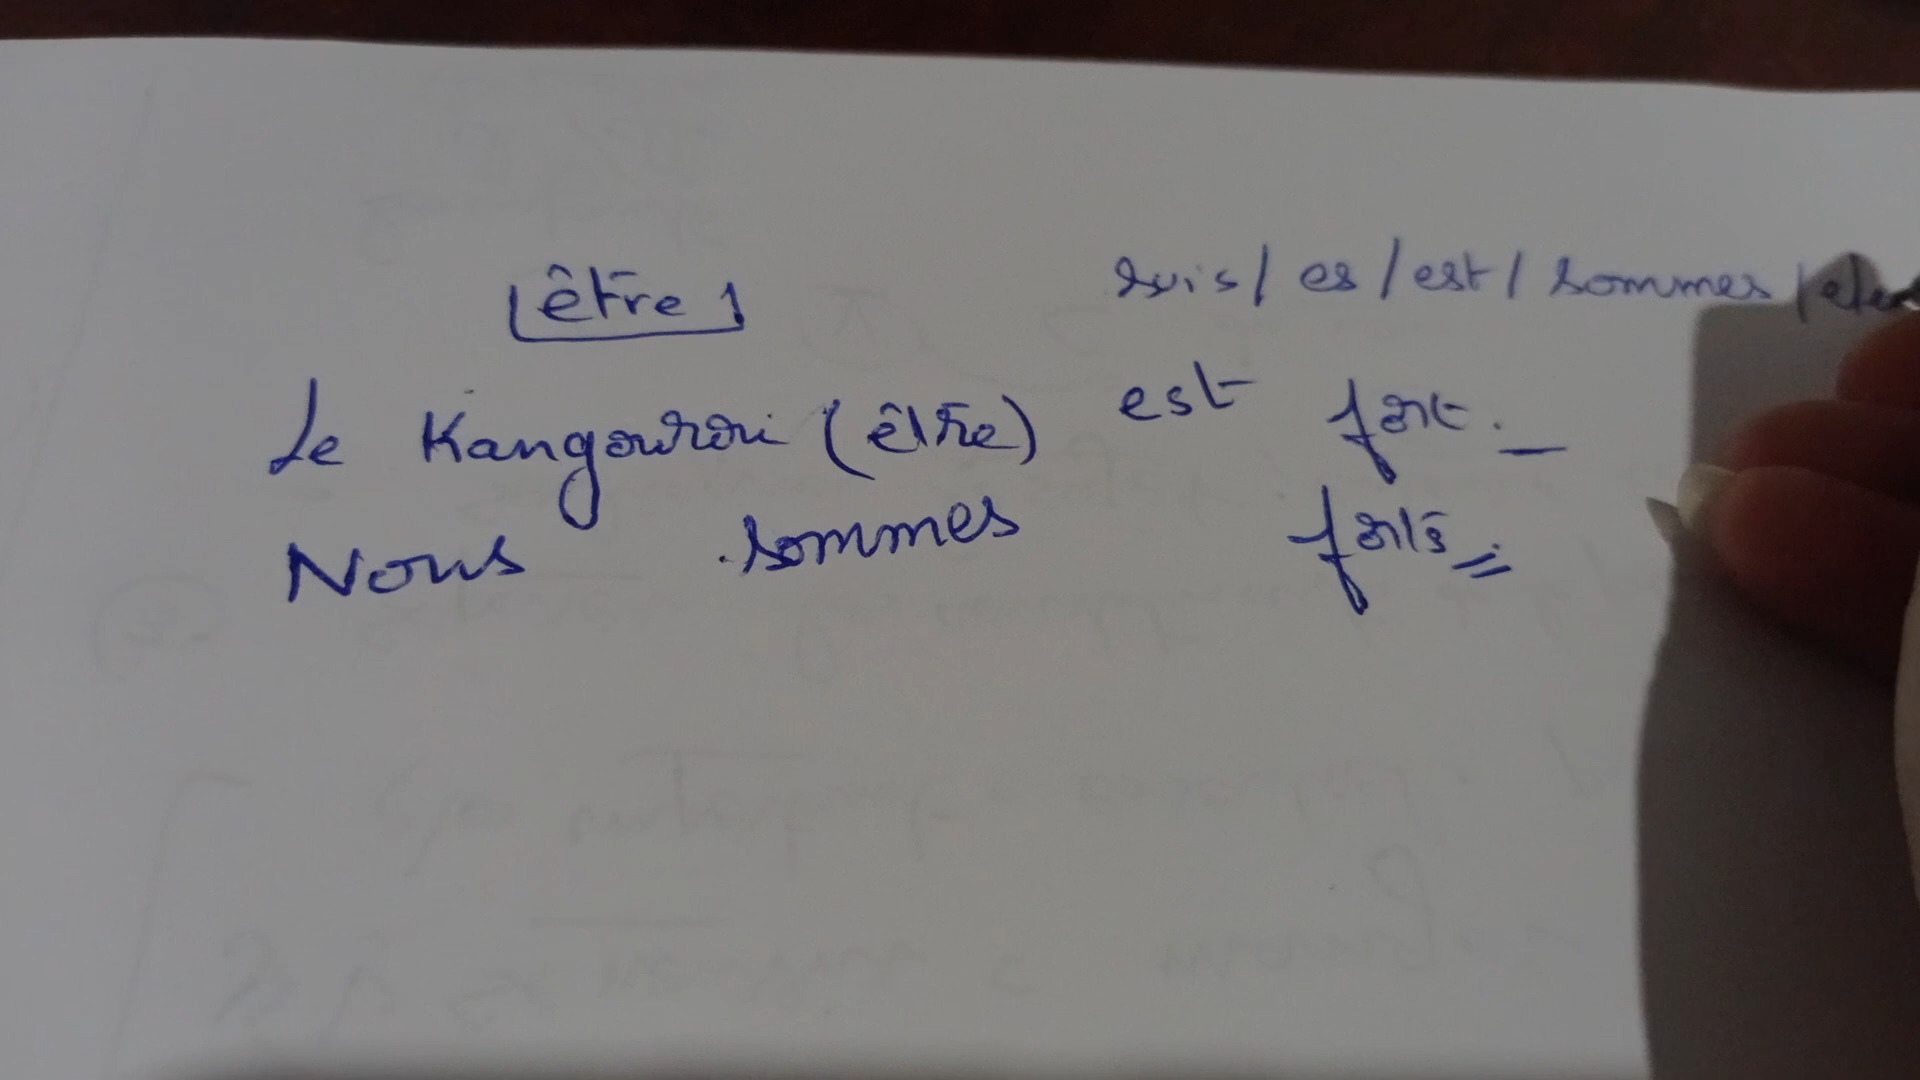 être suis / es / est / sommes /
Le Kangourou (être) est fort.
Nous sommes forts.